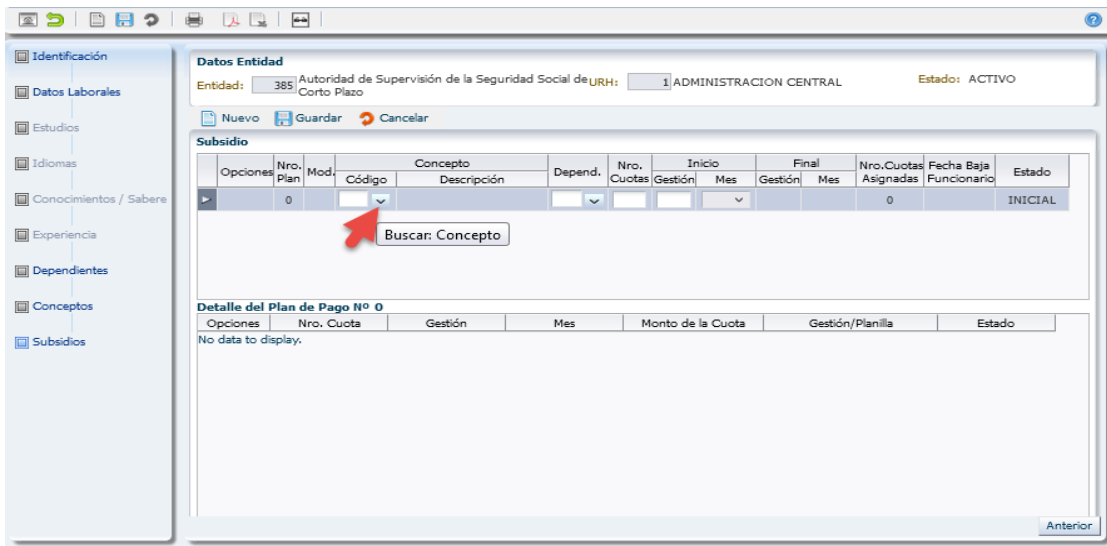 Identificación
Datos Laborales
Estudios
Idiomas
Conocimientos / Sabere
Experiencia
Dependientes
Conceptos
Subsidios
Datos Entidad
Entidad: 385 Autoridad de Supervisión de la Seguridad Social de URH: 1 ADMINISTRACION CENTRAL Estado: ACTIVO
Corto Plazo
Nuevo Guardar Cancelar
Subsidio
Opciones Nro. Plan Mod. Concepto Código Descripción Depend. Nro. Cuotas Inicio Gestión Mes Final Gestión Mes Nro.Cuotas Asignadas Fecha Baja Funcionario Estado
0 0 INICIAL
Buscar: Concepto
Detalle del Plan de Pago Nº 0
Opciones Nro. Cuota Gestión Mes Monto de la Cuota Gestión/Planilla Estado
No data to display.
Anterior